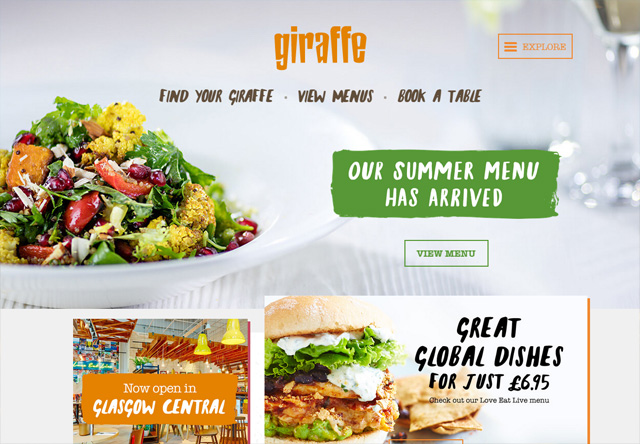 giraffe
EXPLORE
FIND YOUR GIRAFFE • VIEW MENUS • BOOK A TABLE
OUR SUMMER MENU
HAS ARRIVED
VIEW MENU
Now open in
GLASGOW CENTRAL
GREAT
GLOBAL DISHES
FOR JUST £6.95
Check out our Love Eat Live menu